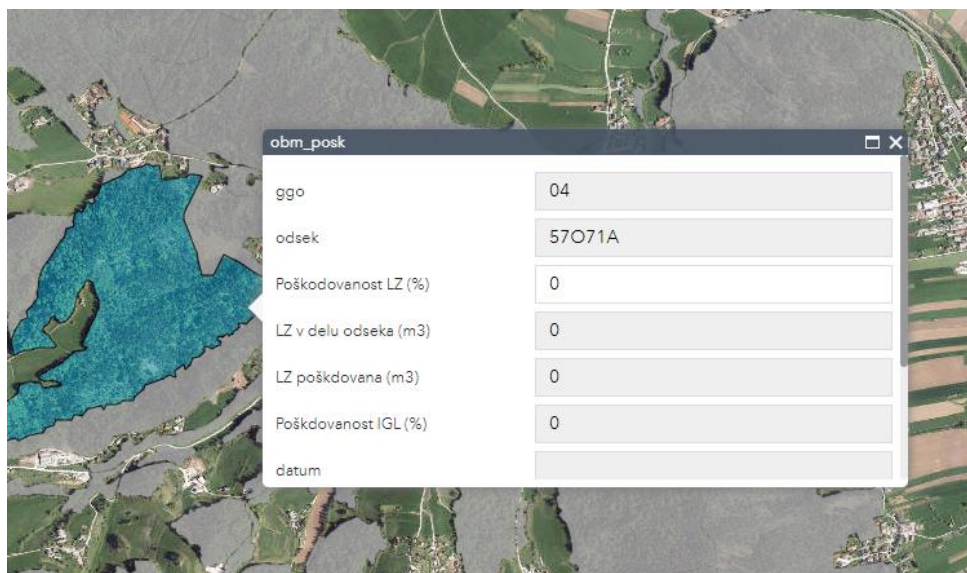 obm_posk
ggo 04
odsek 57O71A
Poškodovanost LZ (%) 0
LZ v delu odseka (m3) 0
LZ poškdovana (m3) 0
Poškdovanost IGL (%) 0
datum